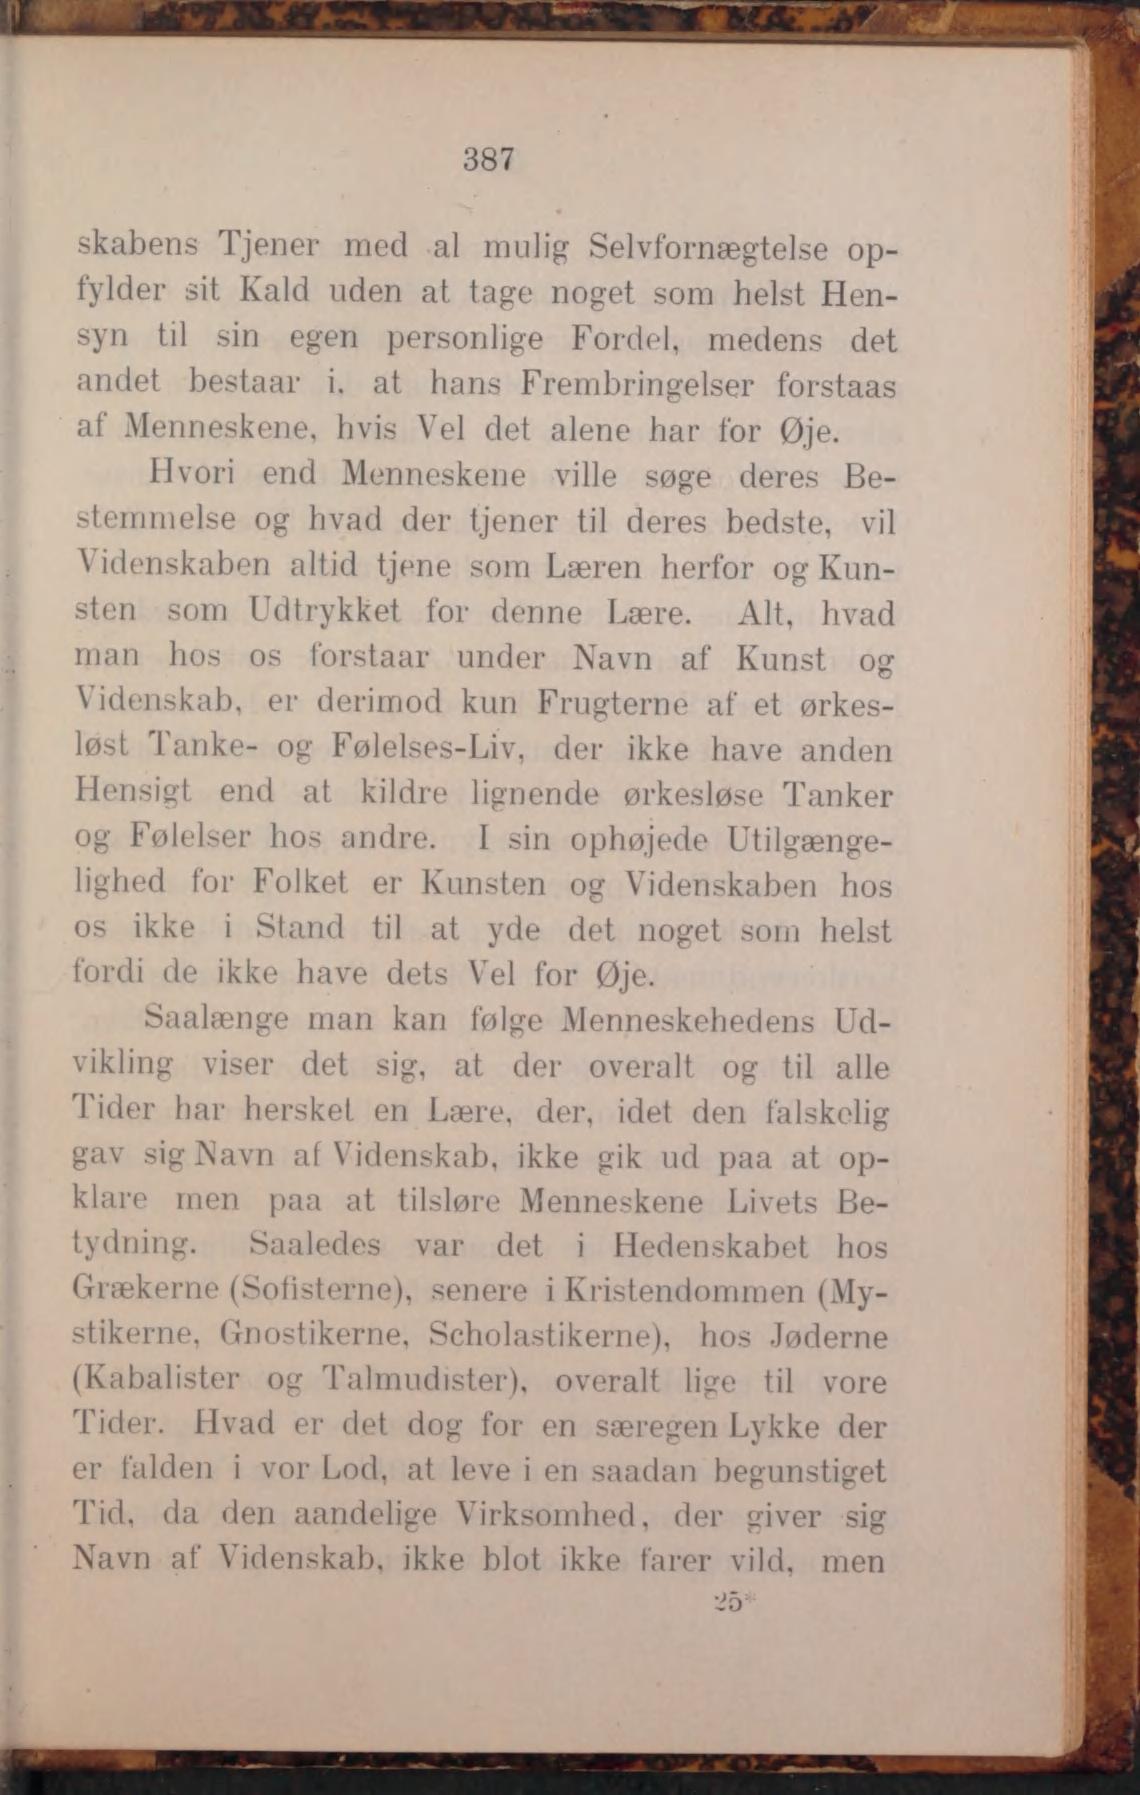 387
skabens Tjener med al mulig Selvfornægtelse op-
fylder sit Kald uden at tage noget som helst Hen-
syn til sin egen personlige Fordel, medens det
andet bestaar i. at hans Frembringelser forstaas
af Menneskene, hvis Vel det alene har for Øje.
Hvori end Menneskene ville søge deres Be-
stemmelse og hvad der tjener til deres bedste, vil
Videnskaben altid tjene som Læren herfor og Kun-
sten som Udtrykket for denne Lære. Alt, hvad
man hos os forstaar under Navn af Kunst og
Videnskab, er derimod kun Frugterne af et ørkes-
løst Tanke- og Følelses-Liv, der ikke have anden
Hensigt end at kildre lignende ørkesløse Tanker
og Følelser hos andre. I sin ophøjede Utilgænge-
lighed for Folket er Kunsten og Videnskaben hos
os ikke i Stand til at yde det noget som helst
fordi de ikke have dets Vel for Øje.
Saalænge man kan følge Menneskehedens Ud-
vikling viser det sig, at der overalt og til alle
Tider har hersket en Lære, der, idet den falskelig
gav sig Navn af Videnskab, ikke gik ud paa at op-
klare men paa at tilsløre Menneskene Livets Be-
tydning. Saaledes var det i Hedenskabet hos
Grækerne (Sofisterne), senere i Kristendommen (My-
stikerne, Gnostikerne, Scholastikerne), hos Jøderne
(Kabalister og Talmudister), overalt lige til vore
Tider. Hvad er det dog for en særegen Lykke der
er falden i vor Lod, at leve i en saadan begunstiget
Tid, da den aandelige Virksomhed, der giver sig
Navn af Videnskab, ikke blot ikke farer vild, men
25*